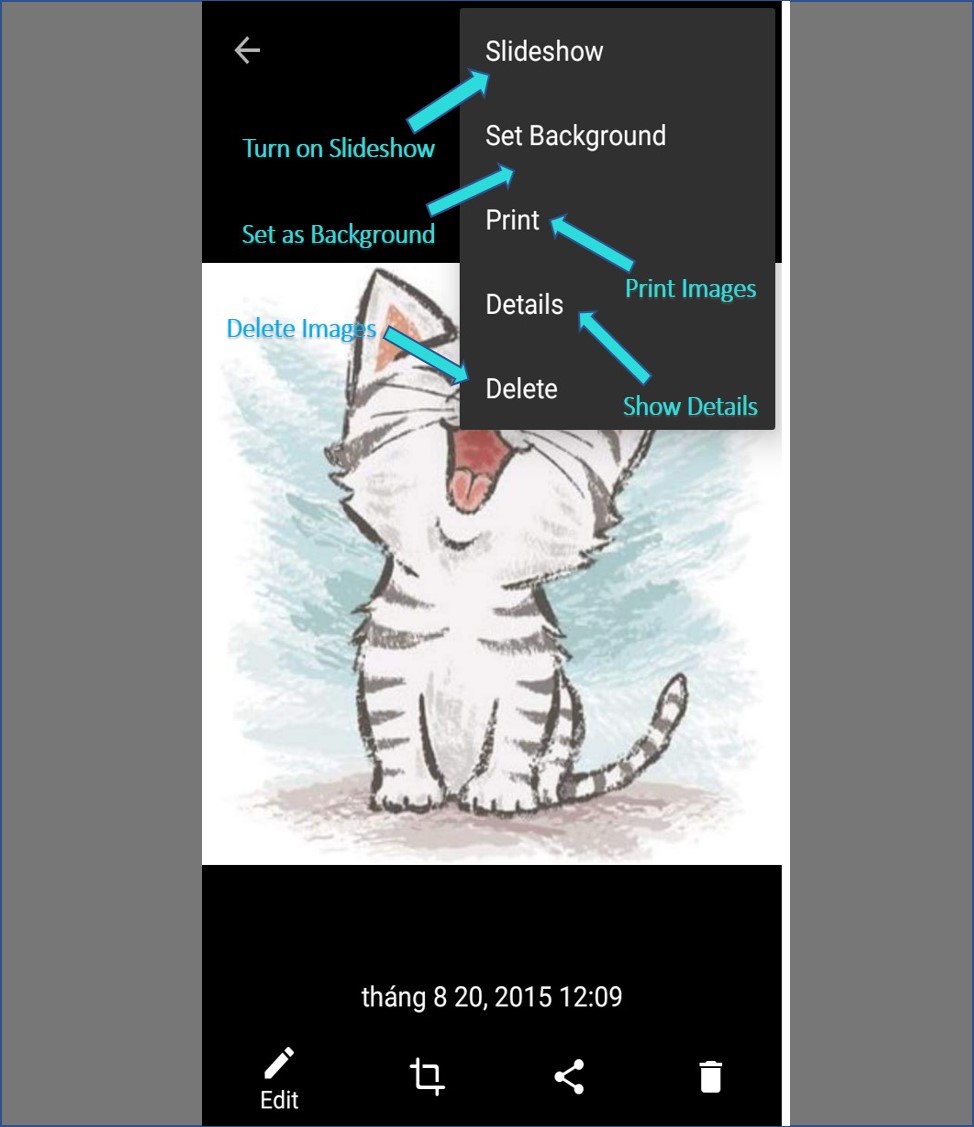 Slideshow
Turn on Slideshow
Set Background
Set as Background
Print
Print Images
Details
Delete Images
Delete
Show Details
tháng 8 20, 2015 12:09
Edit